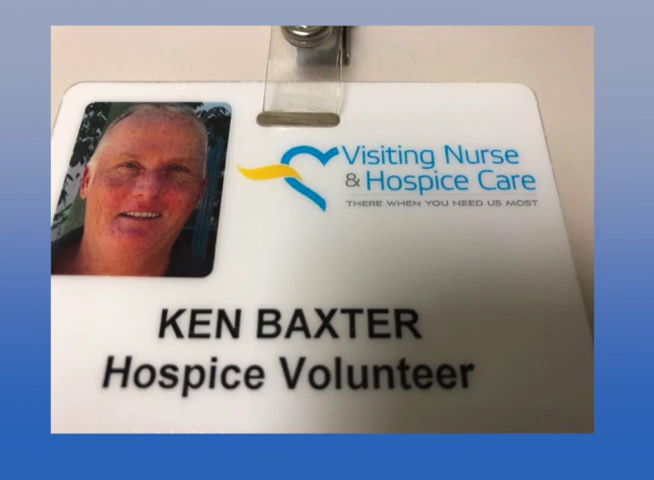 Visiting Nurse
& Hospice Care
THERE WHEN YOU NEED US MOST
KEN BAXTER
Hospice Volunteer